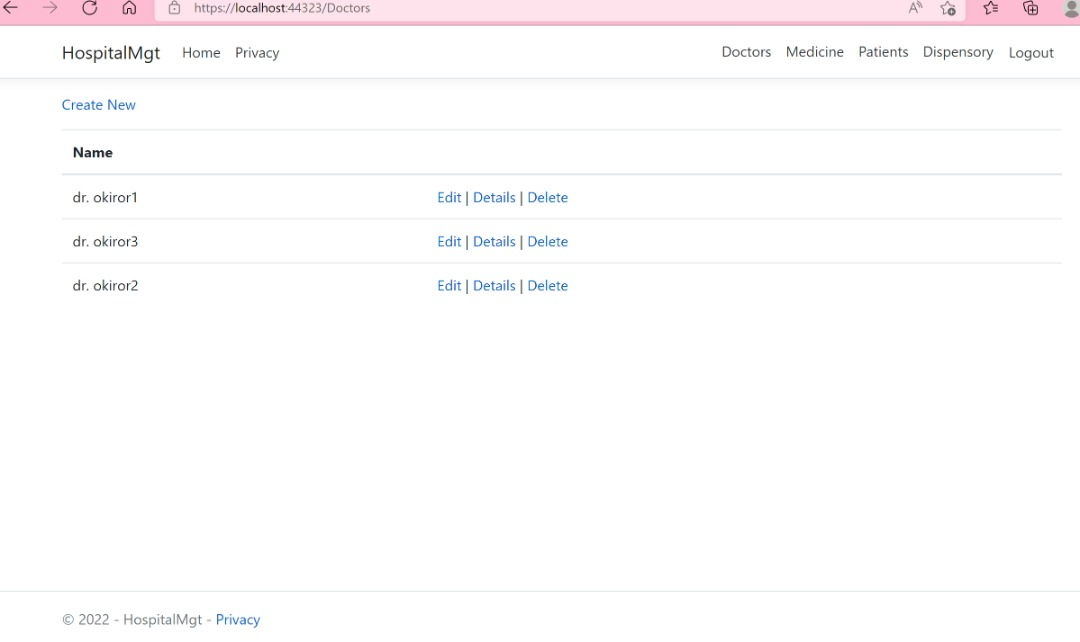 https://localhost:44323/Doctors
HospitalMgt Home Privacy Doctors Medicine Patients Dispensory Logout
Create New
Name
dr. okiror1 Edit | Details | Delete
dr. okiror3 Edit | Details | Delete
dr. okiror2 Edit | Details | Delete
© 2022 - HospitalMgt - Privacy